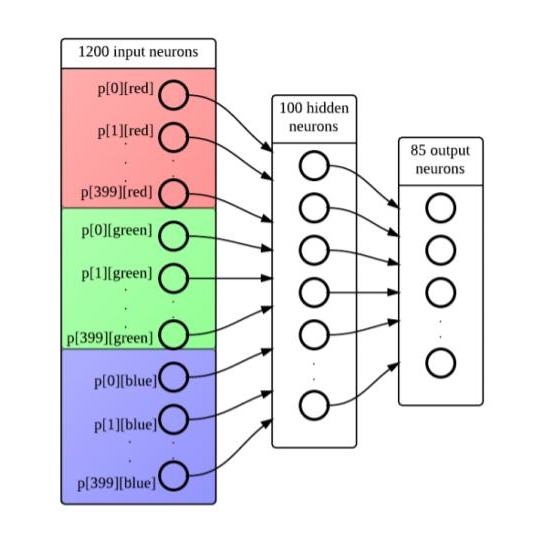 1200 input neurons
p[0][red]
p[1][red]
p[399][red]
p[0][green]
p[1][green]
p[399][green]
p[0][blue]
p[1][blue]
p[399][blue]
100 hidden
neurons
85 output
neurons